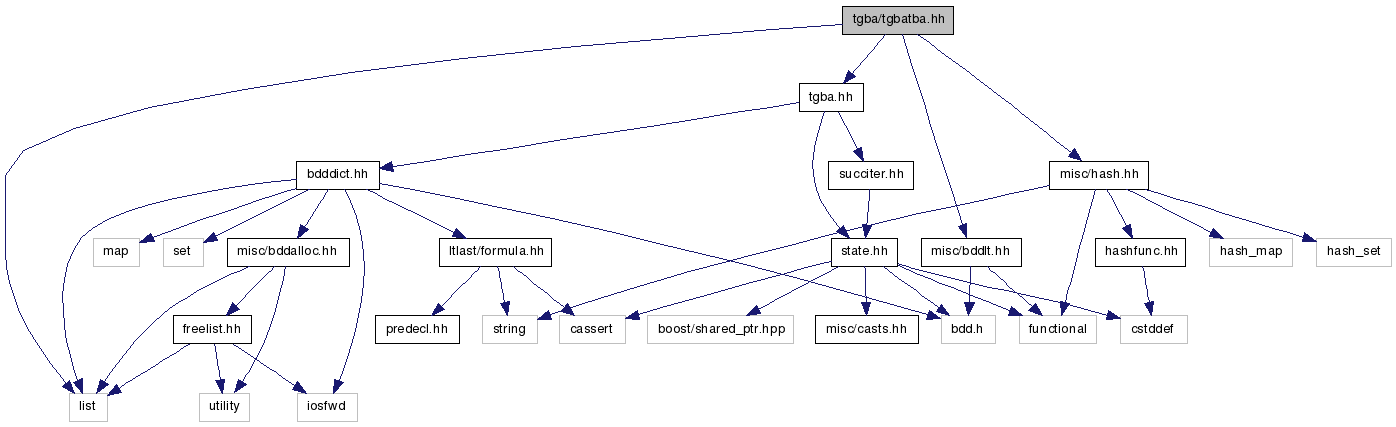 tgba/tgbatba.hh
tgba.hh
bdddict.hh
succiter.hh
misc/hash.hh
map
set
misc/bddalloc.hh
ltlast/formula.hh
state.hh
misc/bddlt.hh
hashfunc.hh
hash_map
hash_set
freelist.hh
predecl.hh
string
cassert
boost/shared_ptr.hpp
misc/casts.hh
bdd.h
functional
cstddef
list
utility
iosfwd